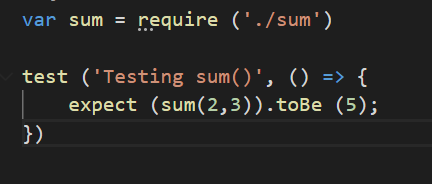 var sum = require ('./sum')
test ('Testing sum()', () => {
    expect (sum(2,3)).toBe (5);
})